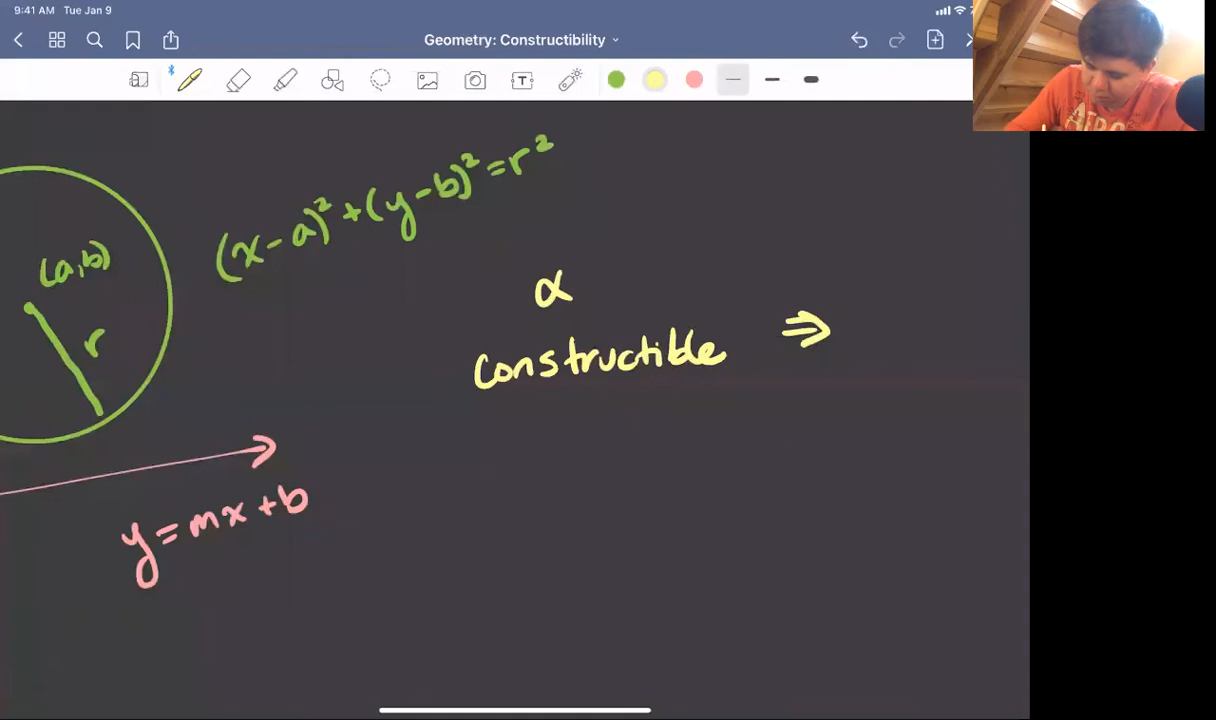 9:41 AM Tue Jan 9
Geometry: Constructibility
T
(x-a)²+(y-b)²=r²
(a,b)
r
α
constructible ⇒
y=mx+b